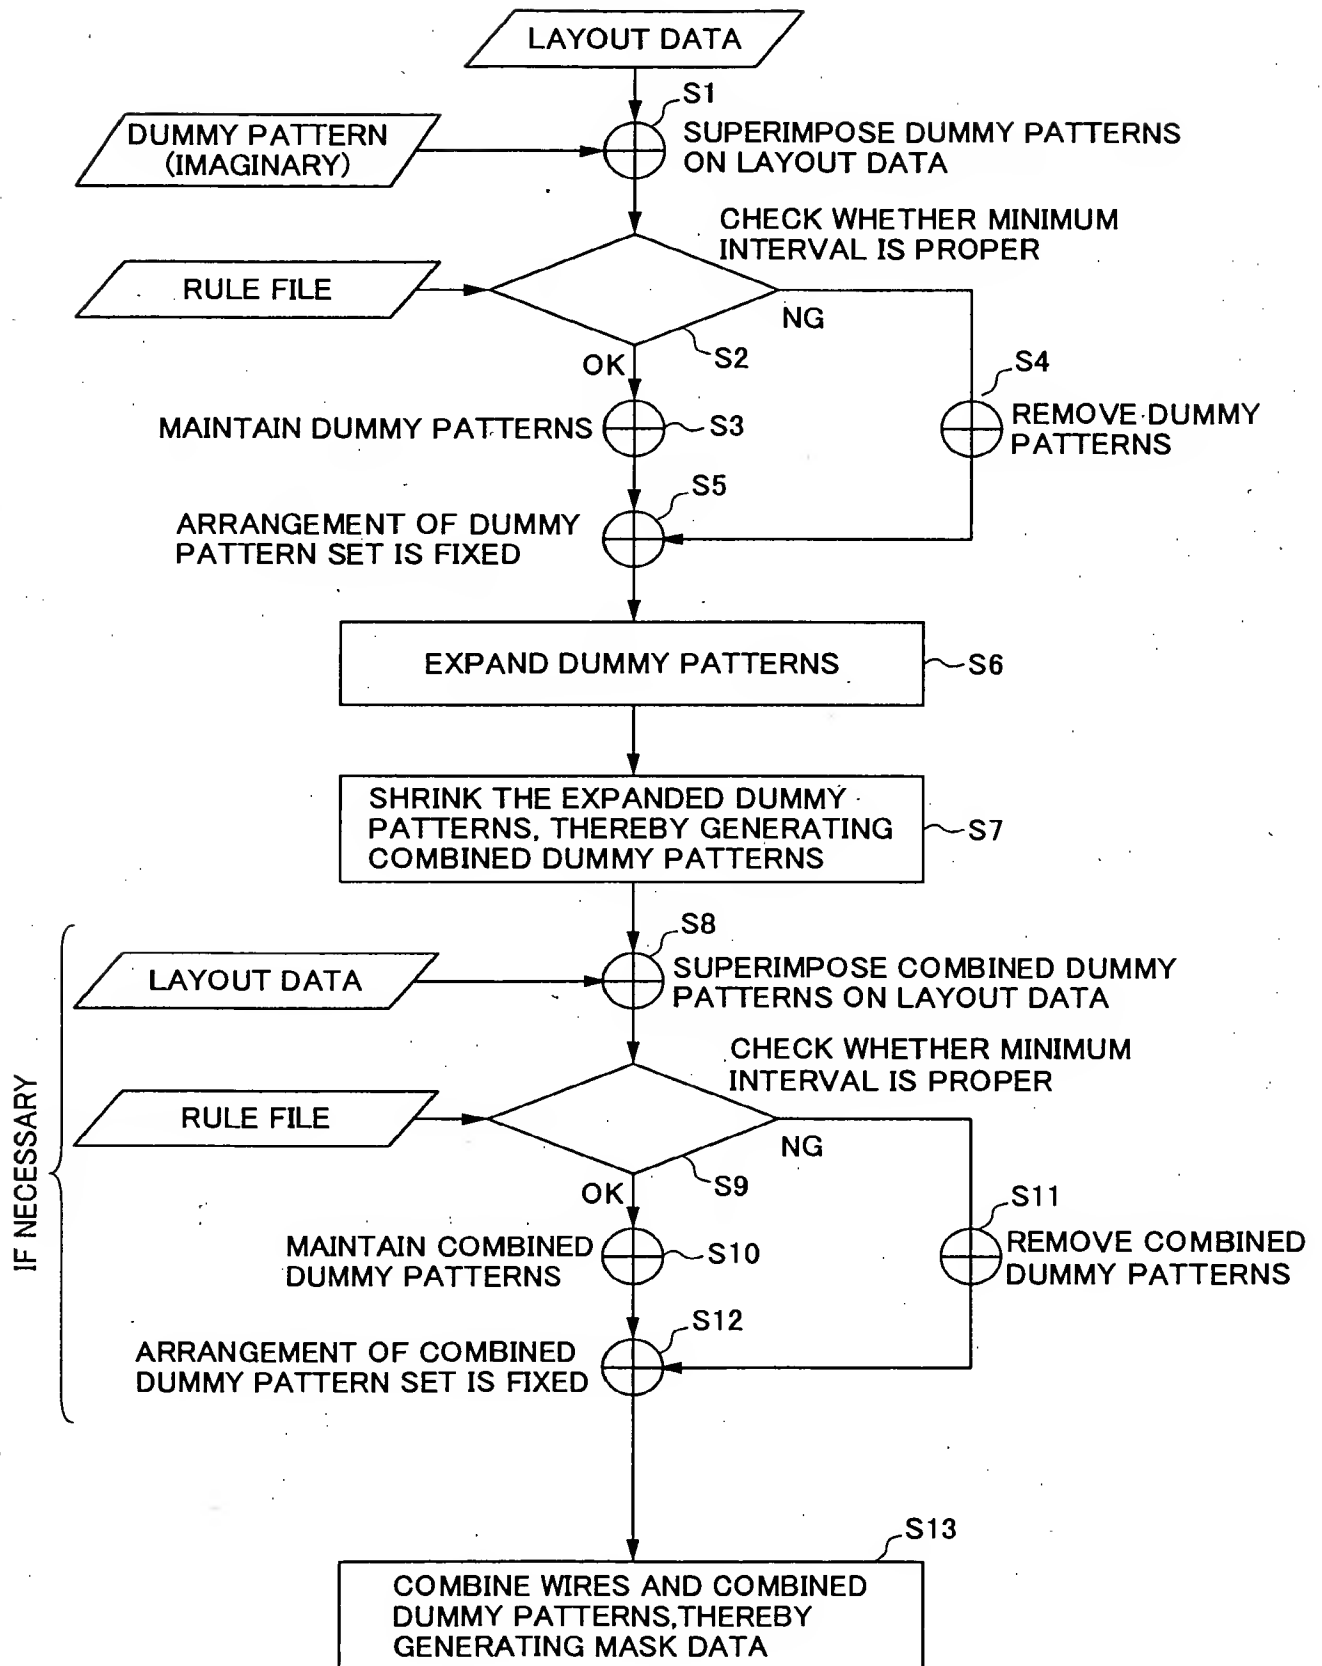 LAYOUT DATA
S1
DUMMY PATTERN
(IMAGINARY)
SUPERIMPOSE DUMMY PATTERNS
ON LAYOUT DATA
CHECK WHETHER MINIMUM
INTERVAL IS PROPER
RULE FILE
NG
S2
OK
S4
MAINTAIN DUMMY PATTERNS
S3
REMOVE DUMMY
PATTERNS
S5
ARRANGEMENT OF DUMMY
PATTERN SET IS FIXED
EXPAND DUMMY PATTERNS
S6
SHRINK THE EXPANDED DUMMY
PATTERNS, THEREBY GENERATING
COMBINED DUMMY PATTERNS
S7
IF NECESSARY
S8
LAYOUT DATA
SUPERIMPOSE COMBINED DUMMY
PATTERNS ON LAYOUT DATA
CHECK WHETHER MINIMUM
INTERVAL IS PROPER
RULE FILE
NG
S9
OK
S11
MAINTAIN COMBINED
DUMMY PATTERNS
S10
REMOVE COMBINED
DUMMY PATTERNS
S12
ARRANGEMENT OF COMBINED
DUMMY PATTERN SET IS FIXED
S13
COMBINE WIRES AND COMBINED
DUMMY PATTERNS,THEREBY
GENERATING MASK DATA